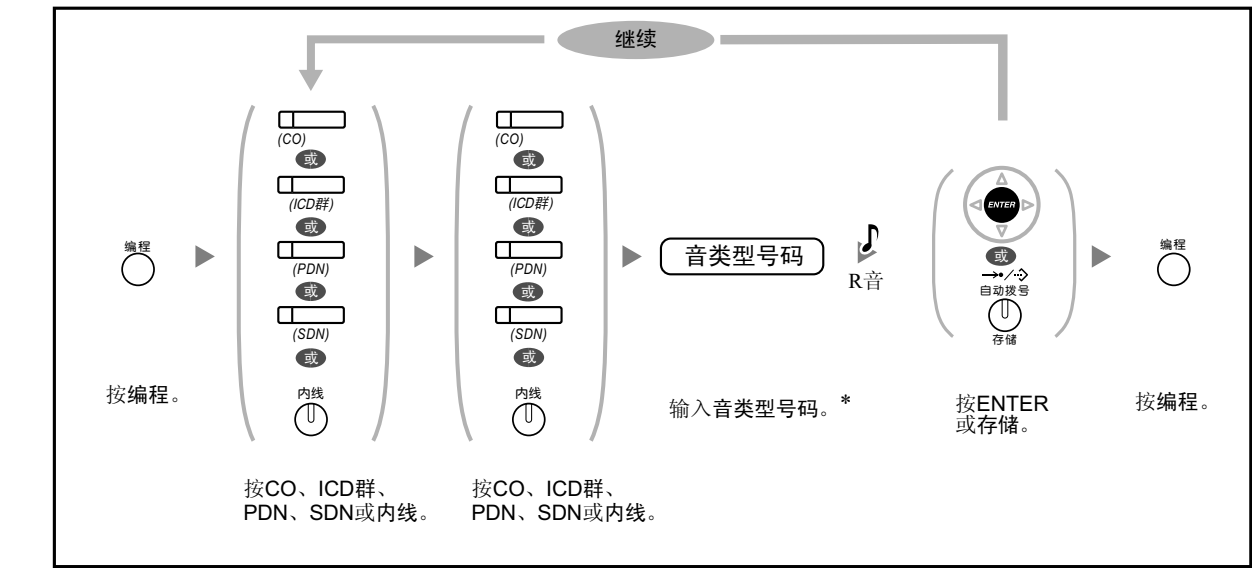 继续
编程
按编程。
(CO)
或
(ICD群)
或
(PDN)
或
(SDN)
或
内线
按CO、ICD群、
PDN、SDN或内线。
(CO)
或
(ICD群)
或
(PDN)
或
(SDN)
或
内线
按CO、ICD群、
PDN、SDN或内线。
音类型号码
输入音类型号码。*
R音
ENTER
或
自动拨号
存储
按ENTER
或存储。
编程
按编程。